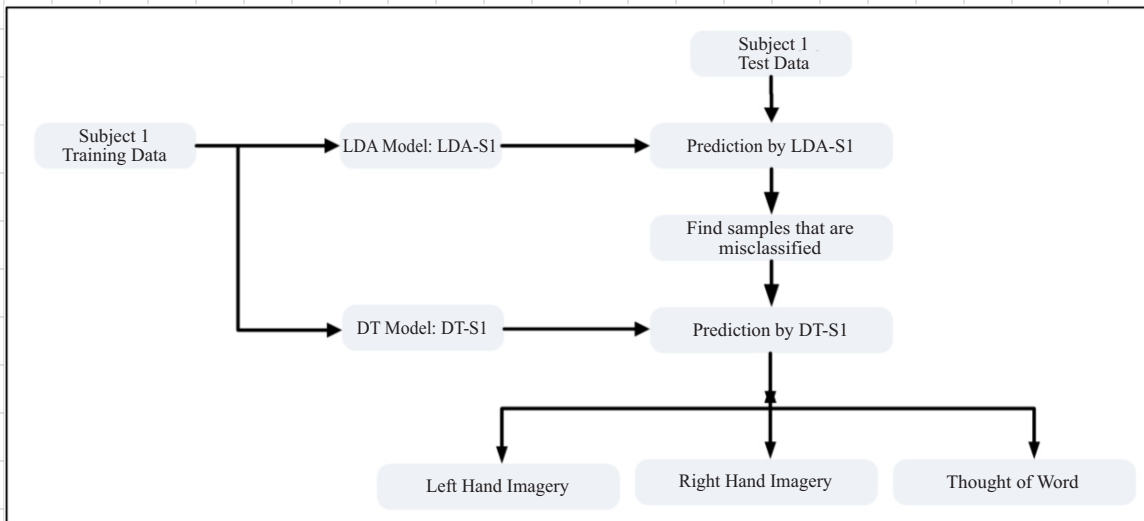 Subject 1
Test Data
Subject 1
Training Data
LDA Model: LDA-S1
Prediction by LDA-S1
Find samples that are
misclassified
DT Model: DT-S1
Prediction by DT-S1
Left Hand Imagery
Right Hand Imagery
Thought of Word